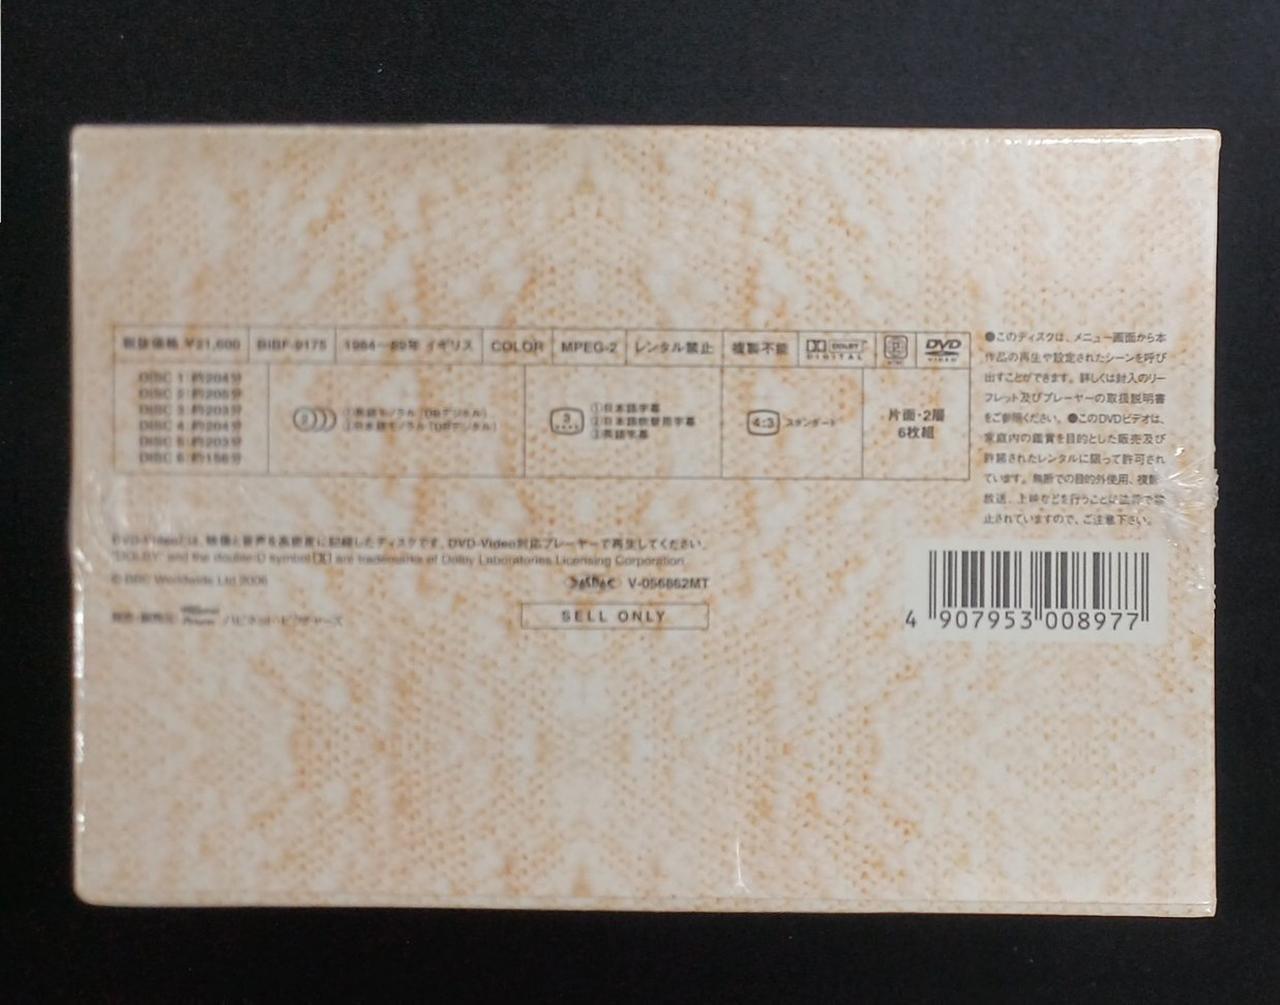 税抜価格 ¥21,600 BIBF-9175 1984〜89年 イギリス COLOR MPEG-2 レンタル禁止 複製不能 DOLBY DIGITAL DVD VIDEO
DISC 1:約204分
DISC 2:約205分
DISC 3:約203分
DISC 4:約204分
DISC 5:約203分
DISC 6:約156分
2 ①英語モノラル(DDデジタル)
②日本語モノラル(DDデジタル)
3 ①日本語字幕
②日本語吹替用字幕
③英語字幕
4:3 スタンダード
片面・2層
6枚組
●このディスクは、メニュー画面から本
作品の再生や設定されたシーンを呼び
出すことができます。詳しくは封入のリー
フレット及びプレーヤーの取扱説明書
をご参照ください。●このDVDビデオは、
家庭内の鑑賞を目的とした販売及び
許諾されたレンタルに限って許可され
ています。無断での目的外使用、複製
放送、上映などを行うことは法律で禁
止されていますので、ご注意下さい。
DVD-Videoは、映像と音声を高密度に記録したディスクです。DVD-Video対応プレーヤーで再生してください。
"DOLBY" and the double-D symbol are trademarks of Dolby Laboratories Licensing Corporation.
© BBC Worldwide Ltd 2006
V-056862MT
発売・販売元: ハピネット・ピクチャーズ
SELL ONLY
4 907953 008977